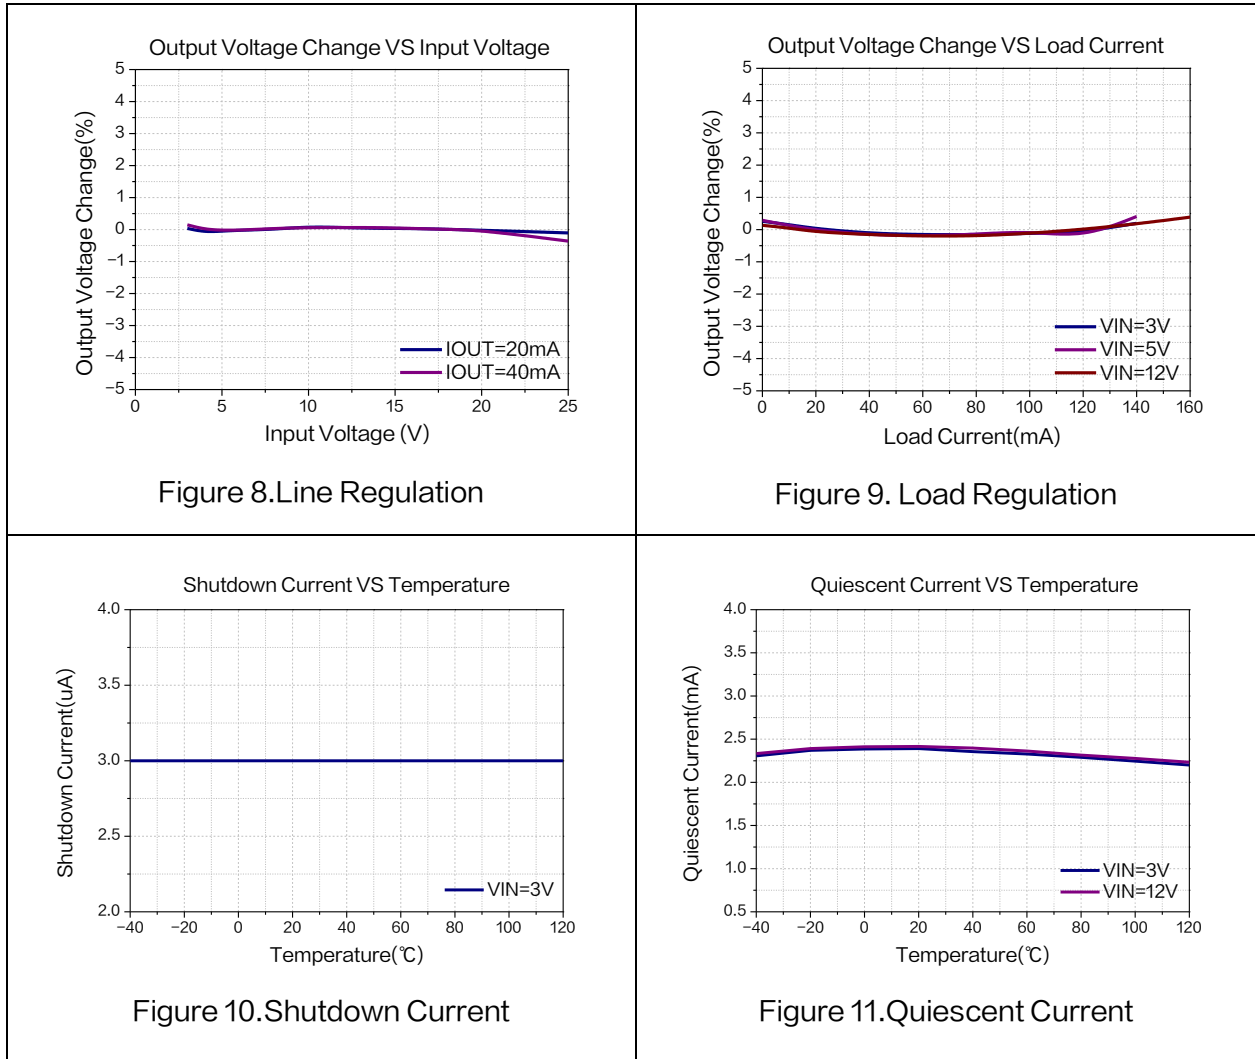 Output Voltage Change VS Input Voltage
5
4
3
2
1
0
−1
−2
−3
−4
−5
Output Voltage Change(%)
IOUT=20mA
IOUT=40mA
0 5 10 15 20 25
Input Voltage (V)
Figure 8.Line Regulation
Output Voltage Change VS Load Current
5
4
3
2
1
0
−1
−2
−3
−4
−5
Output Voltage Change(%)
VIN=3V
VIN=5V
VIN=12V
0 20 40 60 80 100 120 140 160
Load Current(mA)
Figure 9. Load Regulation
Shutdown Current VS Temperature
4.0
3.5
3.0
2.5
2.0
Shutdown Current(uA)
VIN=3V
−40 −20 0 20 40 60 80 100 120
Temperature(℃)
Figure 10.Shutdown Current
Quiescent Current VS Temperature
4.0
3.5
3.0
2.5
2.0
1.5
1.0
0.5
Quiescent Current(mA)
VIN=3V
VIN=12V
−40 −20 0 20 40 60 80 100 120
Temperature(℃)
Figure 11.Quiescent Current